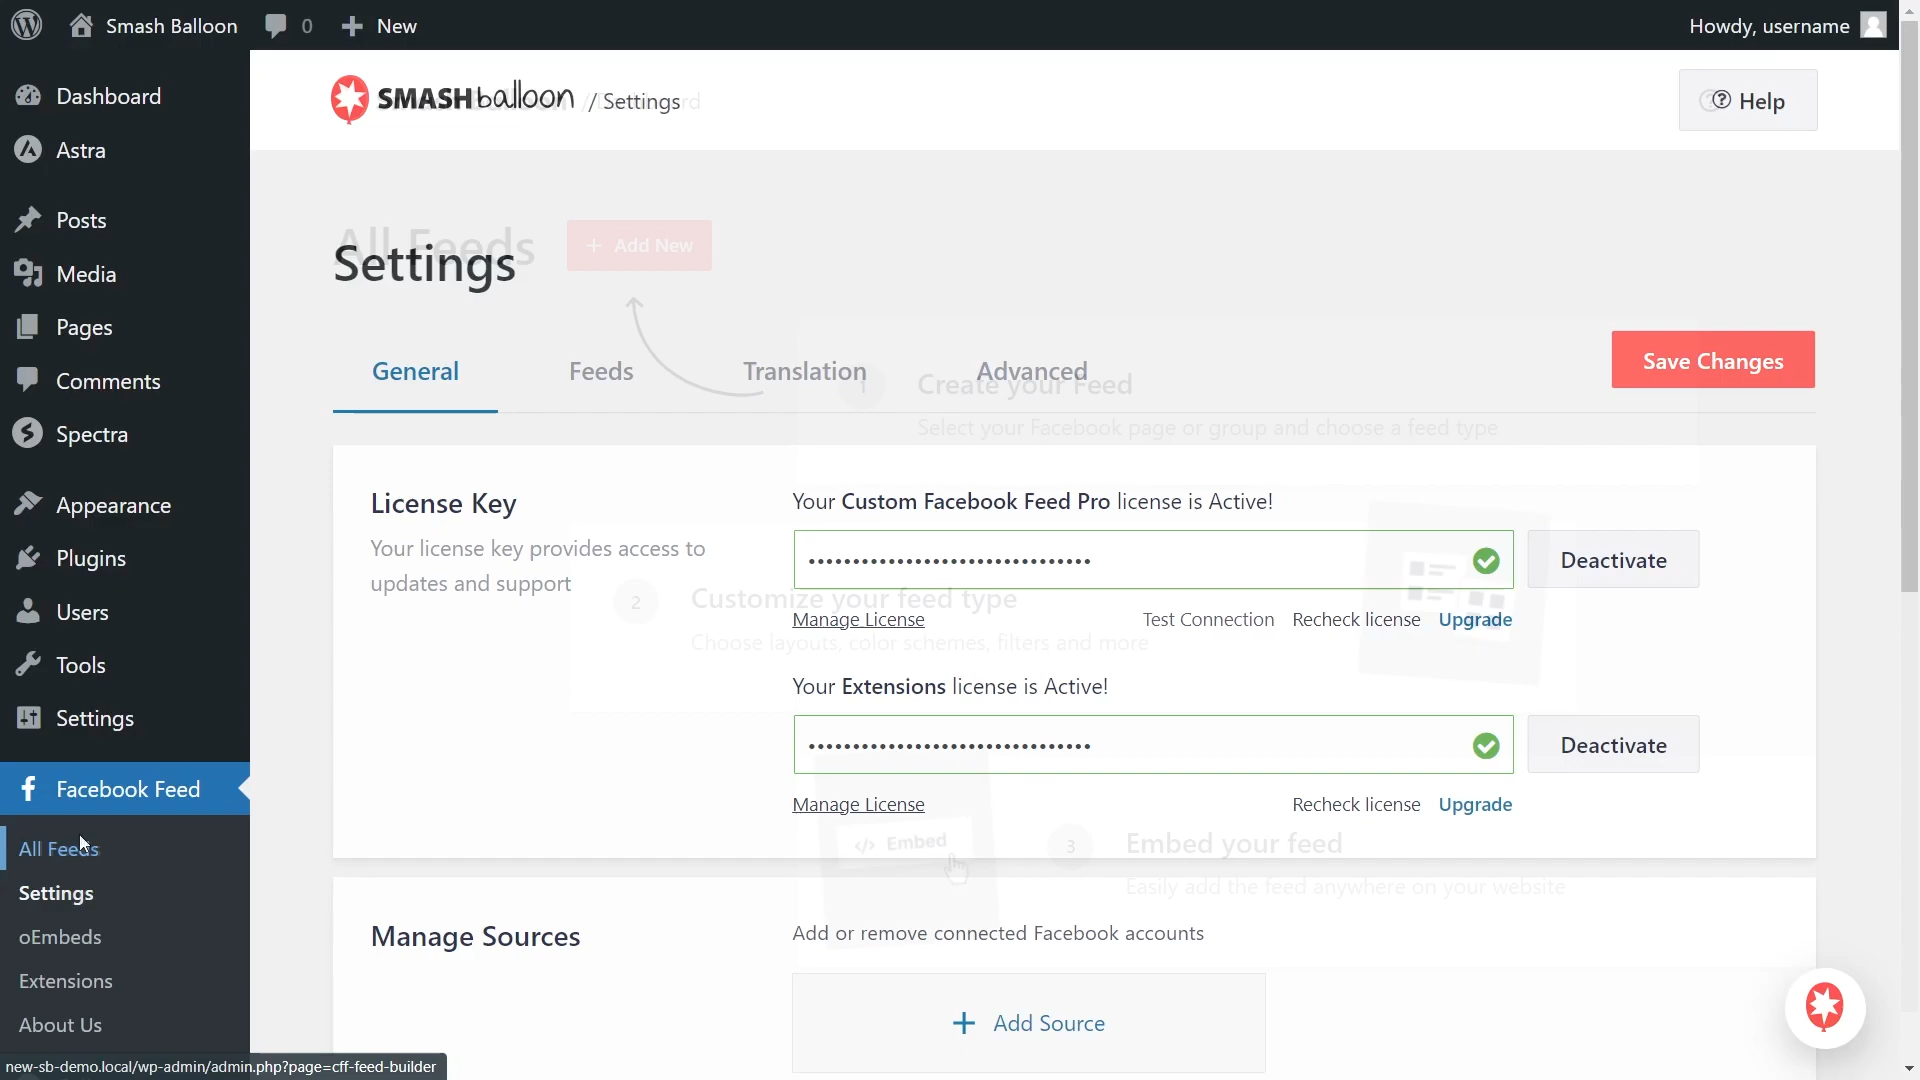 Smash Balloon
0
New
Howdy, username
Dashboard
Astra
Posts
Media
Pages
Comments
Spectra
Appearance
Plugins
Users
Tools
Settings
Facebook Feed
All Feeds
Settings
oEmbeds
Extensions
About Us
new-sb-demo.local/wp-admin/admin.php?page=cff-feed-builder
SMASH balloon / Settings
Help
All Feeds
+ Add New
Settings
General
Feeds
Translation
Advanced
Save Changes
1
Create your Feed
Select your Facebook page or group and choose a feed type
License Key
Your license key provides access to
updates and support
Your Custom Facebook Feed Pro license is Active!
Deactivate
2
Customize your feed type
Choose layouts, color schemes, filters and more
Manage License
Test Connection
Recheck license
Upgrade
Your Extensions license is Active!
Deactivate
Manage License
Recheck license
Upgrade
</> Embed
3
Embed your feed
Easily add the feed anywhere on your website
Manage Sources
Add or remove connected Facebook accounts
+ Add Source